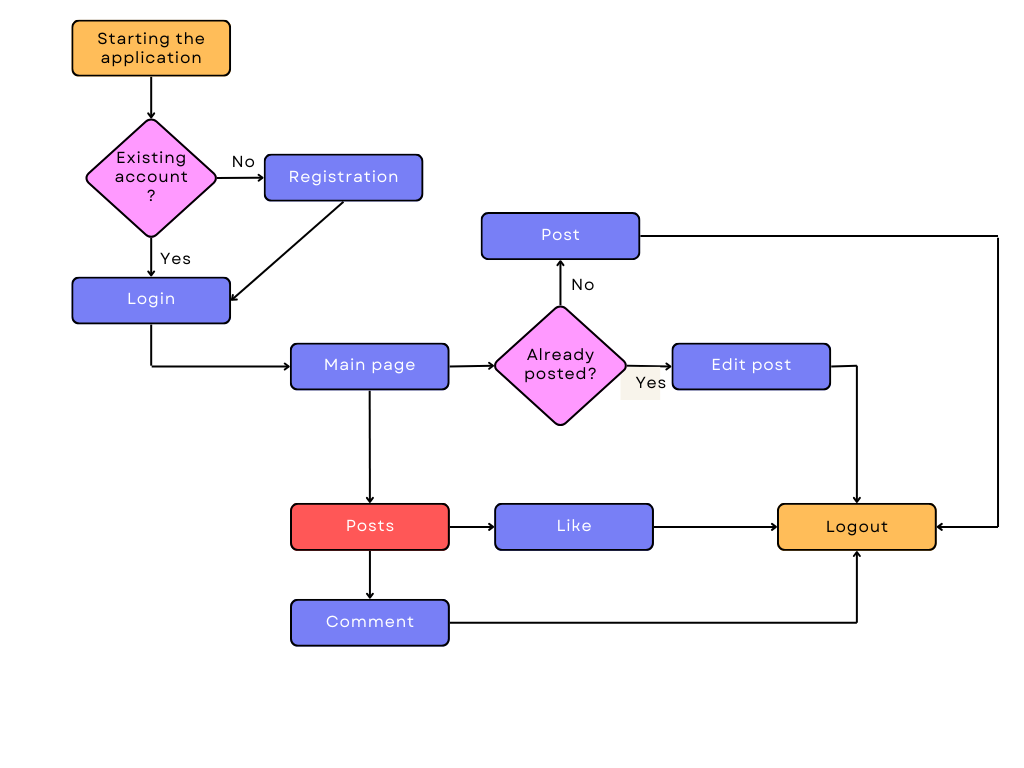 Starting the
application
Existing
account
?
No
Registration
Yes
Login
Post
No
Main page
Already
posted?
Yes
Edit post
Posts
Like
Logout
Comment